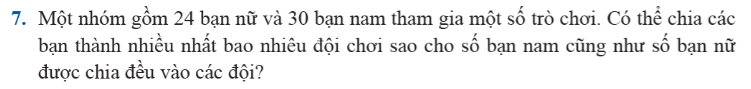 7. Một nhóm gồm 24 bạn nữ và 30 bạn nam tham gia một số trò chơi. Có thể chia các
bạn thành nhiều nhất bao nhiêu đội chơi sao cho số bạn nam cũng như số bạn nữ
được chia đều vào các đội?